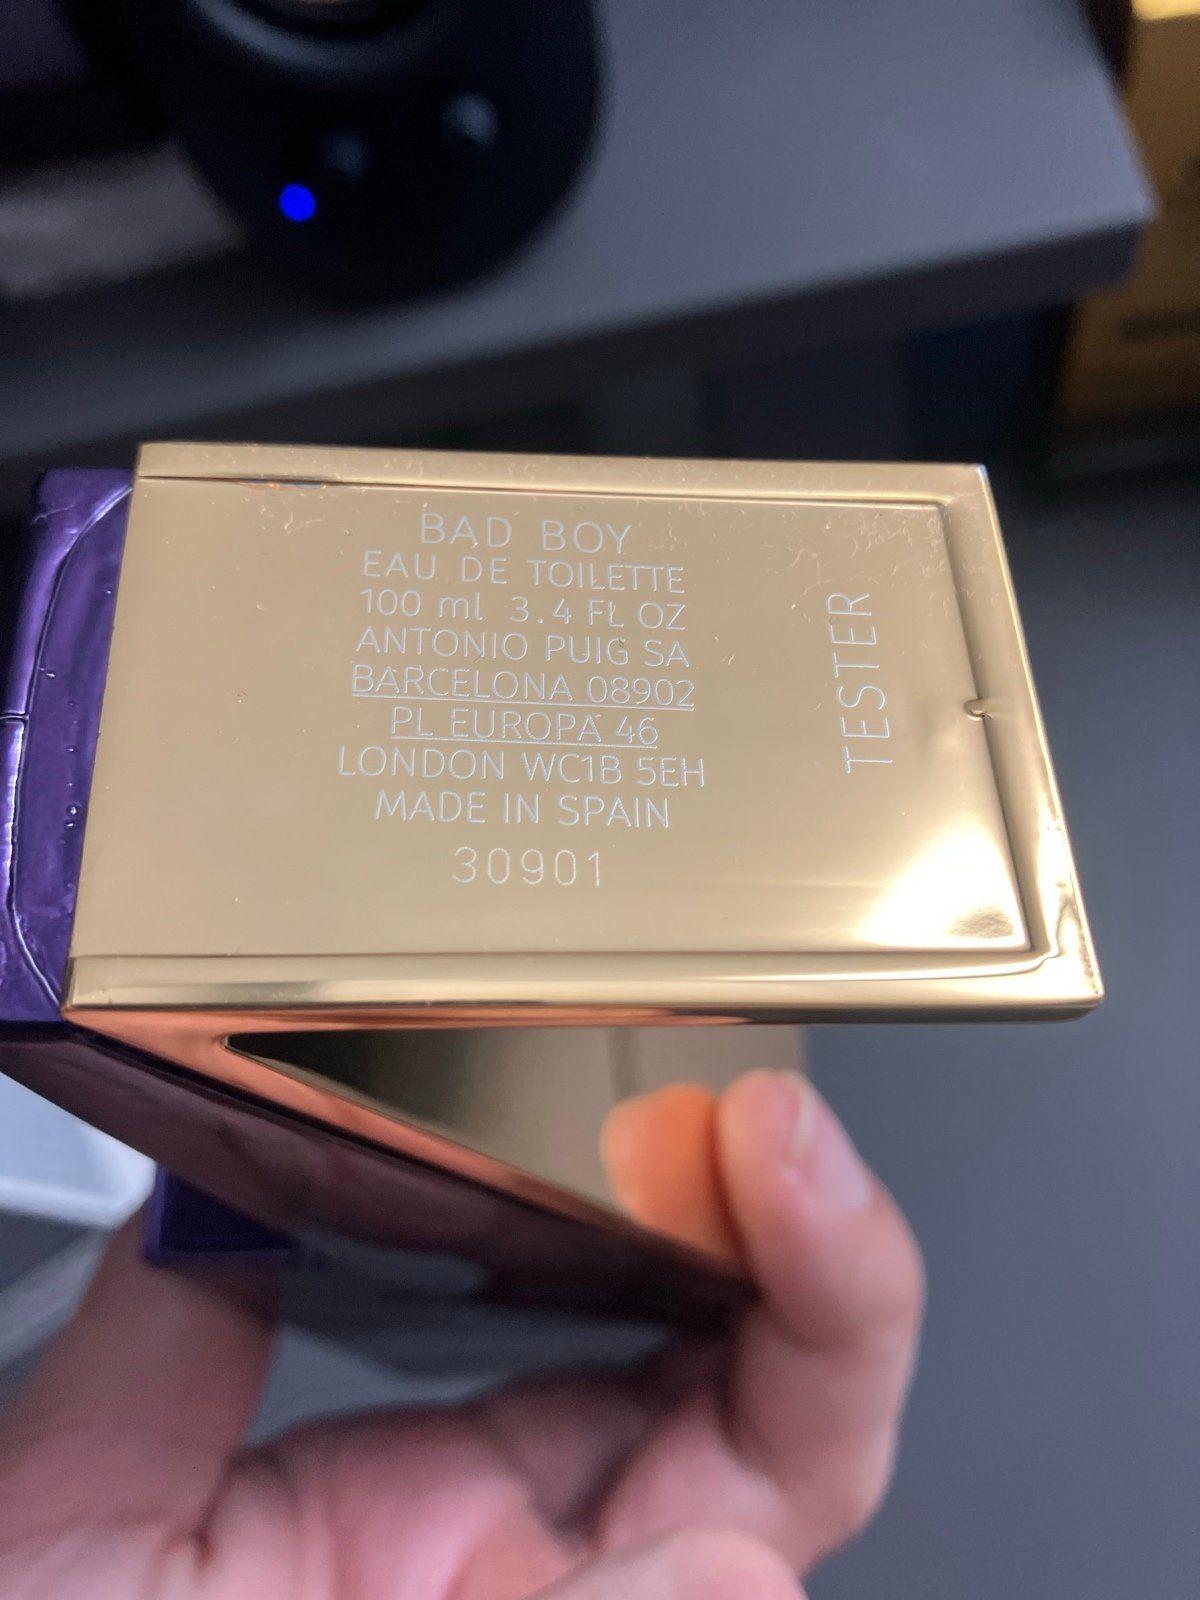 BAD BOY
EAU DE TOILETTE
100 ml 3.4 FL OZ
ANTONIO PUIG SA
BARCELONA 08902
PL EUROPA 46
LONDON WC1B 5EH
MADE IN SPAIN
30901
TESTER